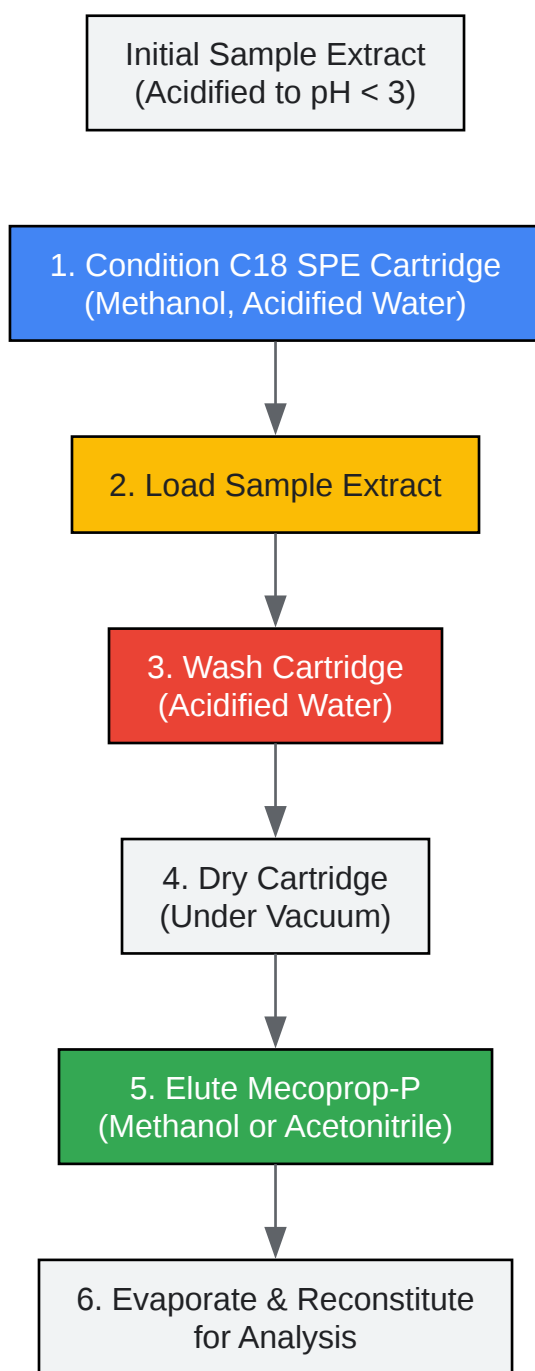 Initial Sample Extract
(Acidified to pH < 3)
1. Condition C18 SPE Cartridge
(Methanol, Acidified Water)
2. Load Sample Extract
3. Wash Cartridge
(Acidified Water)
4. Dry Cartridge
(Under Vacuum)
5. Elute Mecoprop-P
(Methanol or Acetonitrile)
6. Evaporate & Reconstitute
for Analysis